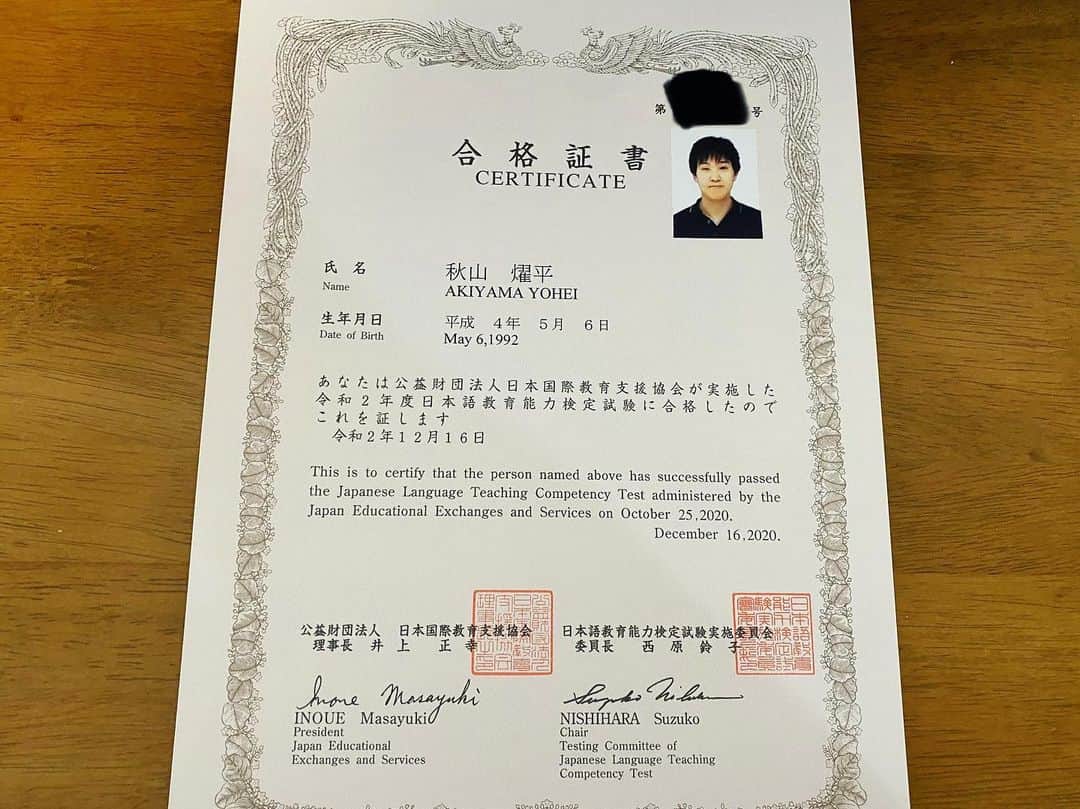 第 号
合格証書
CERTIFICATE
氏名 秋山 燿平
Name AKIYAMA YOHEI
生年月日 平成 4年 5月 6日
Date of Birth May 6,1992
あなたは公益財団法人日本国際教育支援協会が実施した
令和2年度日本語教育能力検定試験に合格したので
これを証します
令和2年12月16日
This is to certify that the person named above has successfully passed
the Japanese Language Teaching Competency Test administered by the
Japan Educational Exchanges and Services on October 25,2020.
December 16,2020.
公益財団法人 日本国際教育支援協会
理事長 井上 正幸
Inoue Masayuki
INOUE Masayuki
President
Japan Educational
Exchanges and Services
日本語教育能力検定試験実施委員会
委員長 西原 鈴子
NISHIHARA Suzuko
Chair
Testing Committee of
Japanese Language Teaching
Competency Test